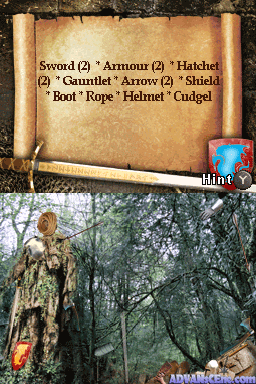 Sword (2) * Armour (2) * Hatchet
(2) * Gauntlet * Arrow (2) * Shield
* Boot * Rope * Helmet * Cudgel
Hint Y
ADVANSCENE.COM